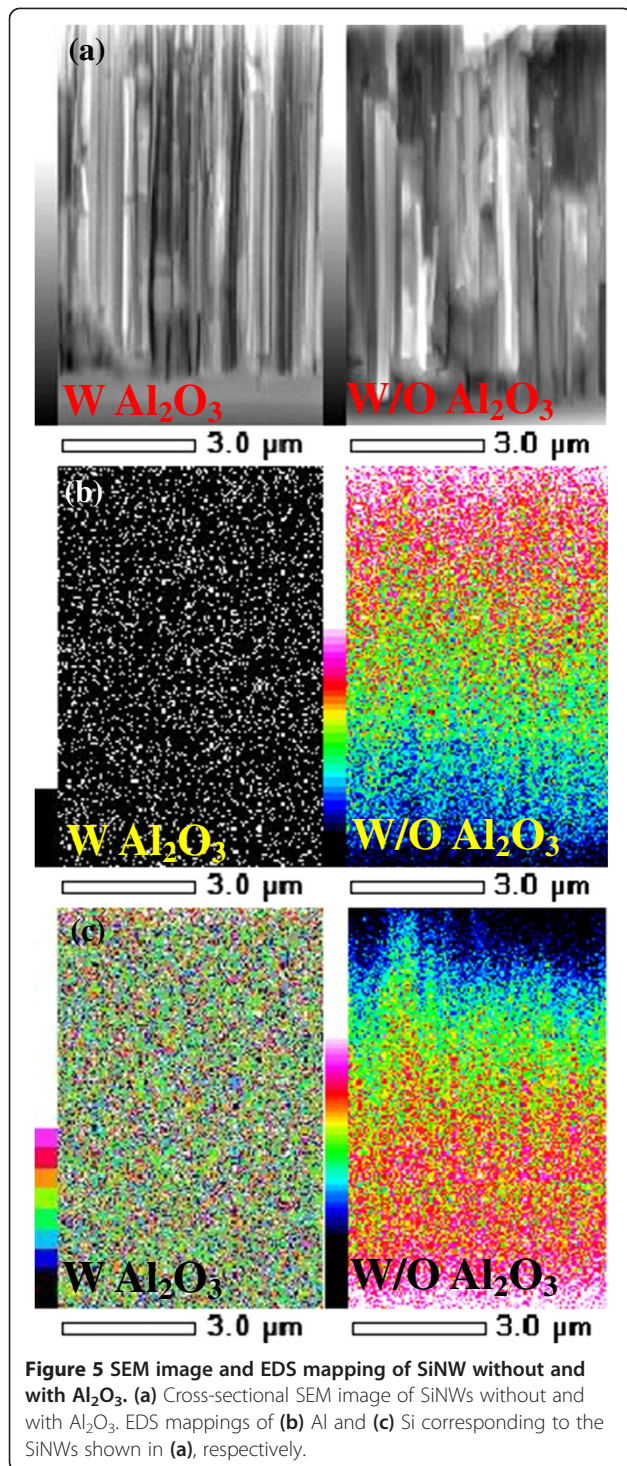 (a)
W Al₂O₃ W/O Al₂O₃
3.0 µm 3.0 µm
(b)
W Al₂O₃ W/O Al₂O₃
3.0 µm 3.0 µm
(c)
W Al₂O₃ W/O Al₂O₃
3.0 µm 3.0 µm
Figure 5 SEM image and EDS mapping of SiNW without and
with Al₂O₃. (a) Cross-sectional SEM image of SiNWs without and
with Al₂O₃. EDS mappings of (b) Al and (c) Si corresponding to the
SiNWs shown in (a), respectively.